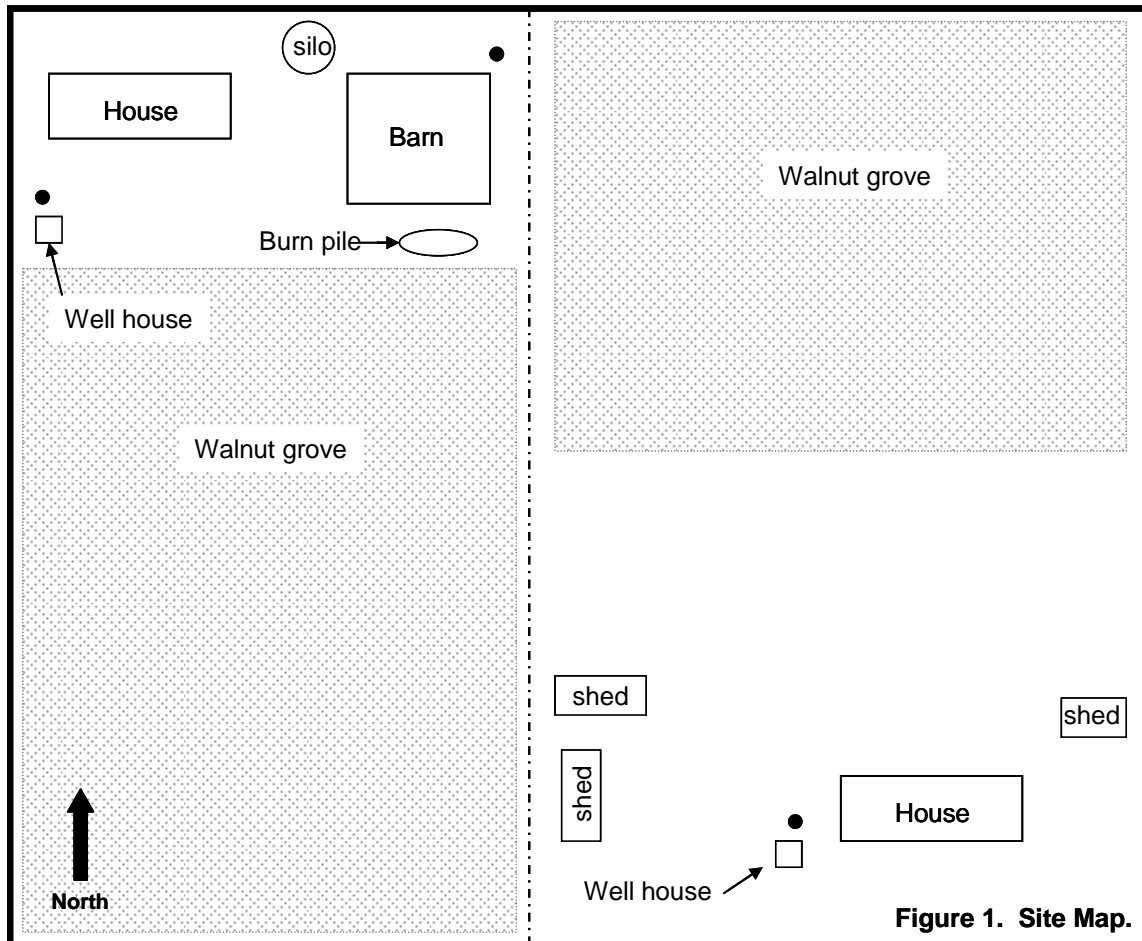 silo
House
Barn
Walnut grove
Burn pile
Well house
Walnut grove
shed
shed
shed
House
Well house
North
Figure 1. Site Map.